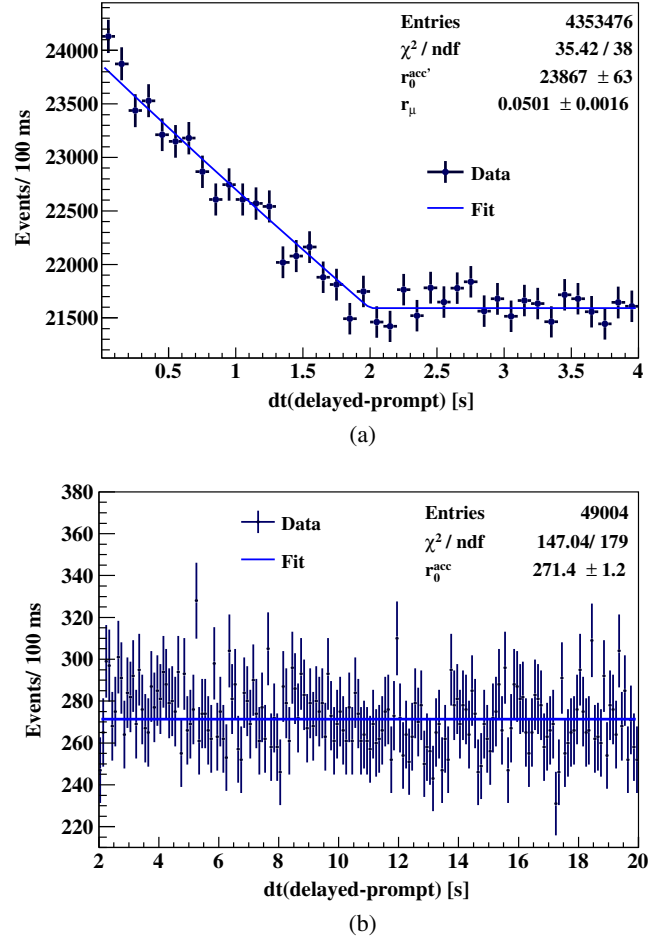 Entries 4353476
χ² / ndf 35.42 / 38
r₀^acc' 23867 ± 63
r_μ 0.0501 ± 0.0016
Data
Fit
Events/ 100 ms
24000
23500
23000
22500
22000
21500
0.5 1 1.5 2 2.5 3 3.5 4
dt(delayed-prompt) [s]
(a)
Entries 49004
χ² / ndf 147.04/ 179
r₀^acc 271.4 ± 1.2
Data
Fit
Events/ 100 ms
380
360
340
320
300
280
260
240
220
2 4 6 8 10 12 14 16 18 20
dt(delayed-prompt) [s]
(b)